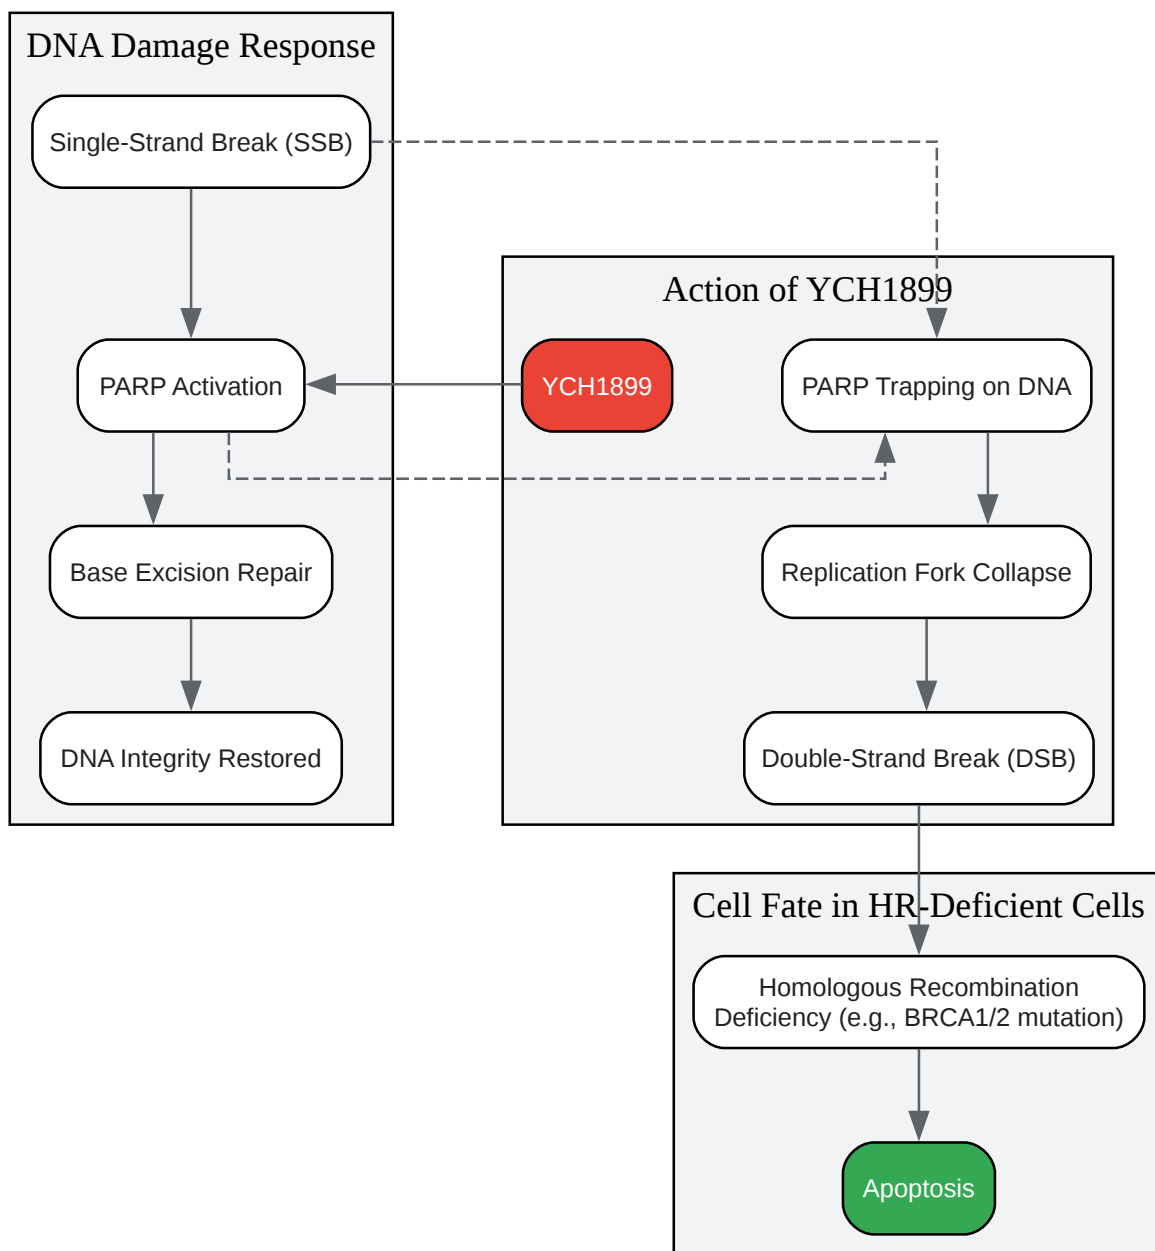 DNA Damage Response
Single-Strand Break (SSB)
PARP Activation
Base Excision Repair
DNA Integrity Restored
Action of YCH1899
YCH1899
PARP Trapping on DNA
Replication Fork Collapse
Double-Strand Break (DSB)
Cell Fate in HR-Deficient Cells
Homologous Recombination
Deficiency (e.g., BRCA1/2 mutation)
Apoptosis